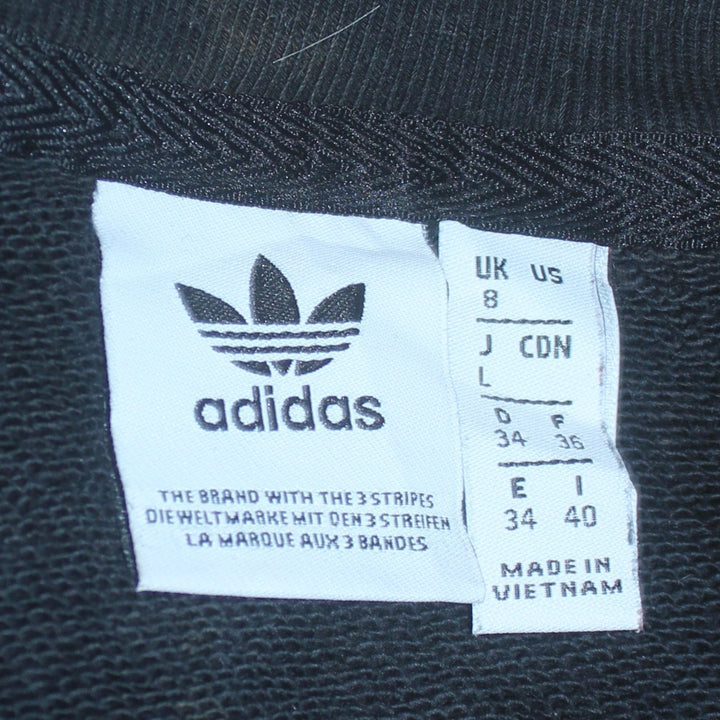 adidas
THE BRAND WITH THE 3 STRIPES
DIE WELTMARKE MIT DEN 3 STREIFEN
LA MARQUE AUX 3 BANDES
UK US
8
J CDN
L
D F
34 36
E I
34 40
MADE IN
VIETNAM